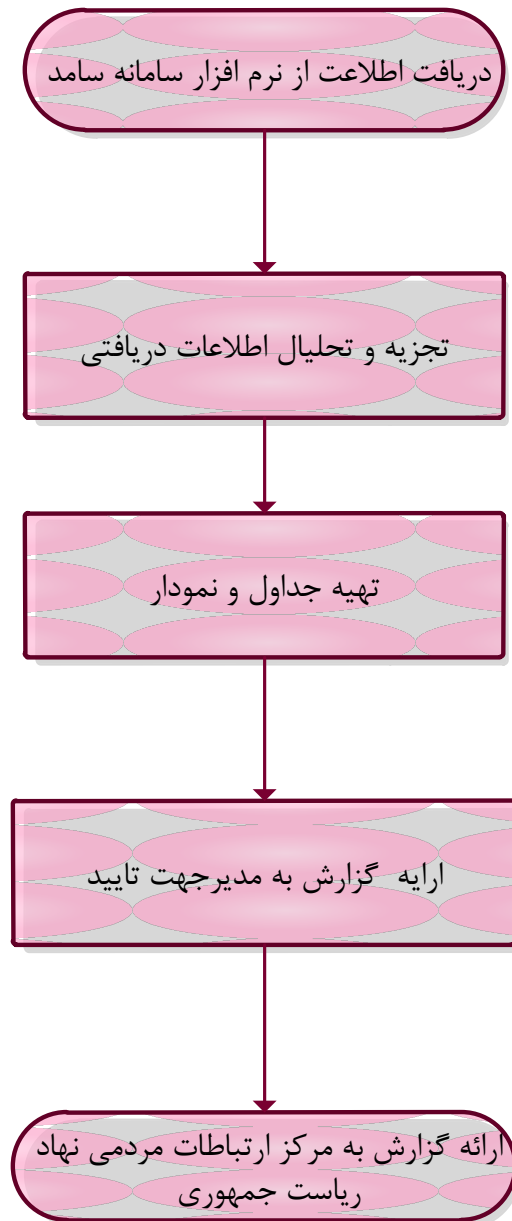 دریافت اطلاعت از نرم افزار سامانه سامد
تجزیه و تحلیال اطلاعات دریافتی
تهیه جداول و نمودار
ارایه گزارش به مدیرجهت تایید
ارائه گزارش به مرکز ارتباطات مردمی نهاد
ریاست جمهوری